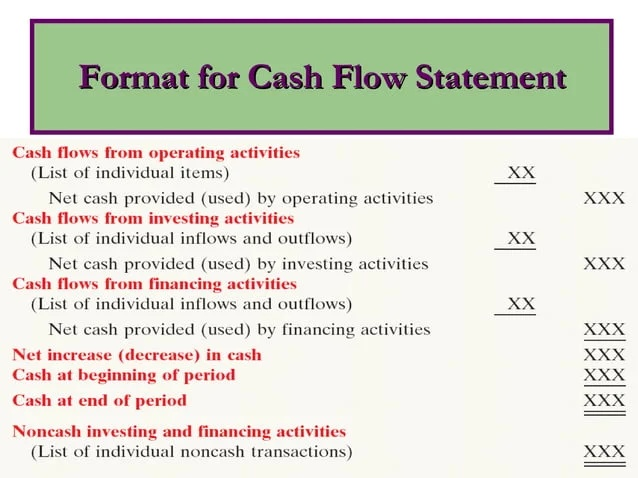 Format for Cash Flow Statement
Cash flows from operating activities
(List of individual items) XX
Net cash provided (used) by operating activities XXX
Cash flows from investing activities
(List of individual inflows and outflows) XX
Net cash provided (used) by investing activities XXX
Cash flows from financing activities
(List of individual inflows and outflows) XX
Net cash provided (used) by financing activities XXX
Net increase (decrease) in cash XXX
Cash at beginning of period XXX
Cash at end of period XXX
Noncash investing and financing activities
(List of individual noncash transactions) XXX